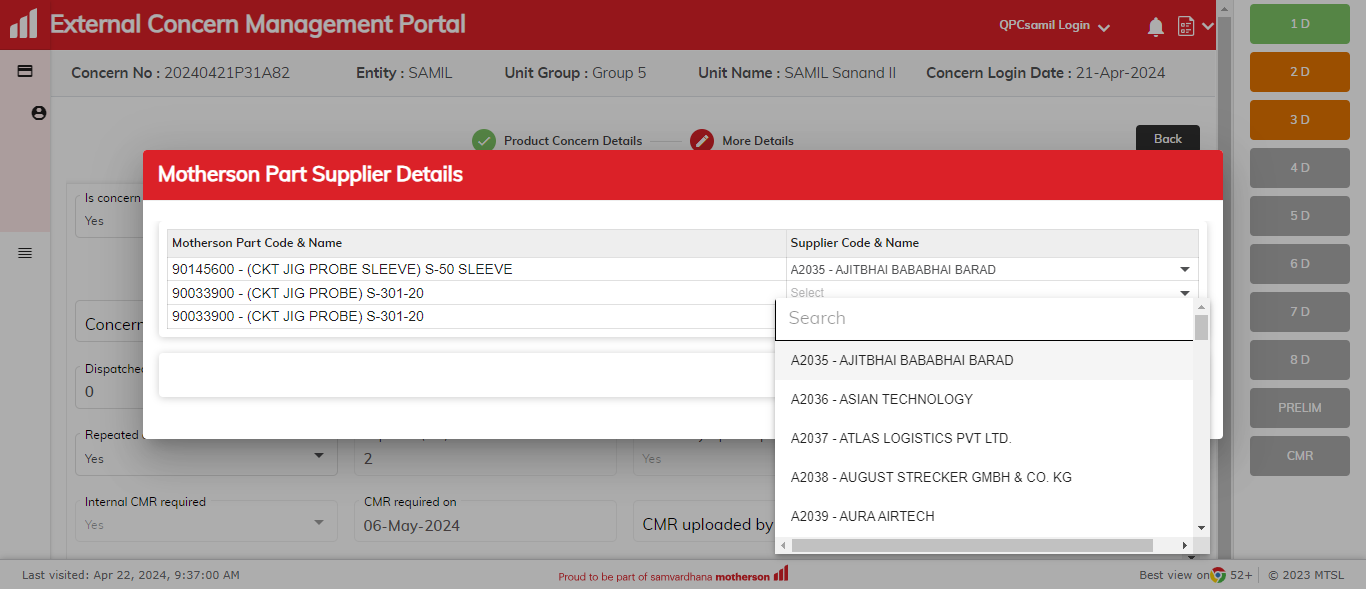 External Concern Management Portal
QPCsamil Login
1 D
2 D
3 D
4 D
5 D
6 D
7 D
8 D
PRELIM
CMR
Concern No : 20240421P31A82 Entity : SAMIL Unit Group : Group 5 Unit Name : SAMIL Sanand II Concern Login Date : 21-Apr-2024
Product Concern Details
More Details
Back
Is concern
Yes
Motherson Part Supplier Details
Motherson Part Code & Name Supplier Code & Name
90145600 - (CKT JIG PROBE SLEEVE) S-50 SLEEVE A2035 - AJITBHAI BABABHAI BARAD
90033900 - (CKT JIG PROBE) S-301-20 Select
90033900 - (CKT JIG PROBE) S-301-20
Search
A2035 - AJITBHAI BABABHAI BARAD
A2036 - ASIAN TECHNOLOGY
A2037 - ATLAS LOGISTICS PVT LTD.
A2038 - AUGUST STRECKER GMBH & CO. KG
A2039 - AURA AIRTECH
Concern
Dispatched
0
Repeated
Yes
2
Yes
Internal CMR required
Yes
CMR required on
06-May-2024
CMR uploaded by
Last visited: Apr 22, 2024, 9:37:00 AM
Proud to be part of samvardhana motherson
Best view on 52+ © 2023 MTSL